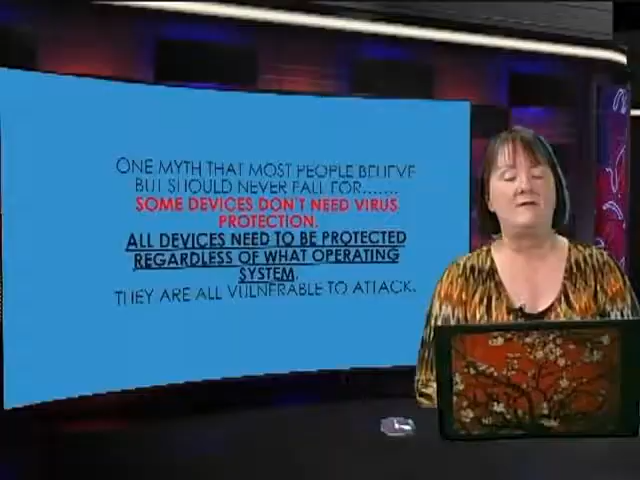 ONE MYTH THAT MOST PEOPLE BELIEVE
BUT SHOULD NEVER FALL FOR.......
SOME DEVICES DON'T NEED VIRUS
PROTECTION.
ALL DEVICES NEED TO BE PROTECTED
REGARDLESS OF WHAT OPERATING
SYSTEM.
THEY ARE ALL VULNERABLE TO ATTACK.